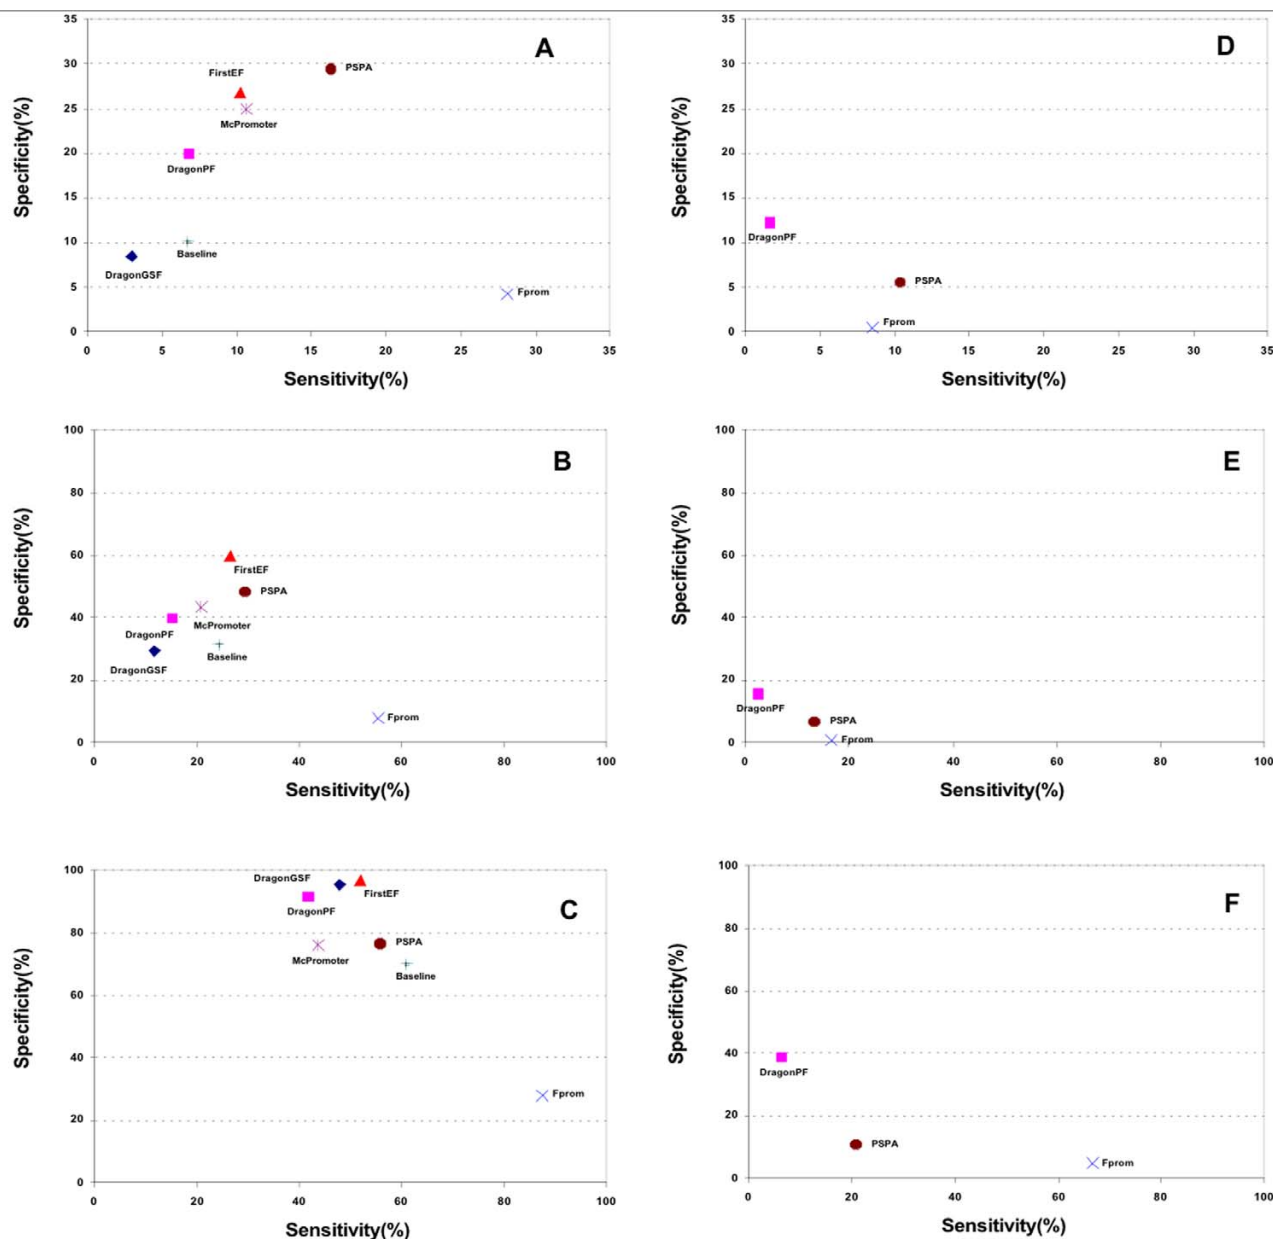 A
Specificity(%)
35
30
25
20
15
10
5
0
PSPA
FirstEF
McPromoter
DragonPF
Baseline
DragonGSF
Fprom
0 5 10 15 20 25 30 35
Sensitivity(%)
D
Specificity(%)
35
30
25
20
15
10
5
0
DragonPF
PSPA
Fprom
0 5 10 15 20 25 30 35
Sensitivity(%)
B
Specificity(%)
100
80
60
40
20
0
FirstEF
PSPA
McPromoter
DragonPF
Baseline
DragonGSF
Fprom
0 20 40 60 80 100
Sensitivity(%)
E
Specificity(%)
100
80
60
40
20
0
DragonPF
PSPA
Fprom
0 20 40 60 80 100
Sensitivity(%)
C
Specificity(%)
100
80
60
40
20
0
DragonGSF
FirstEF
DragonPF
PSPA
McPromoter
Baseline
Fprom
0 20 40 60 80 100
Sensitivity(%)
F
Specificity(%)
100
80
60
40
20
0
DragonPF
PSPA
Fprom
0 20 40 60 80 100
Sensitivity(%)